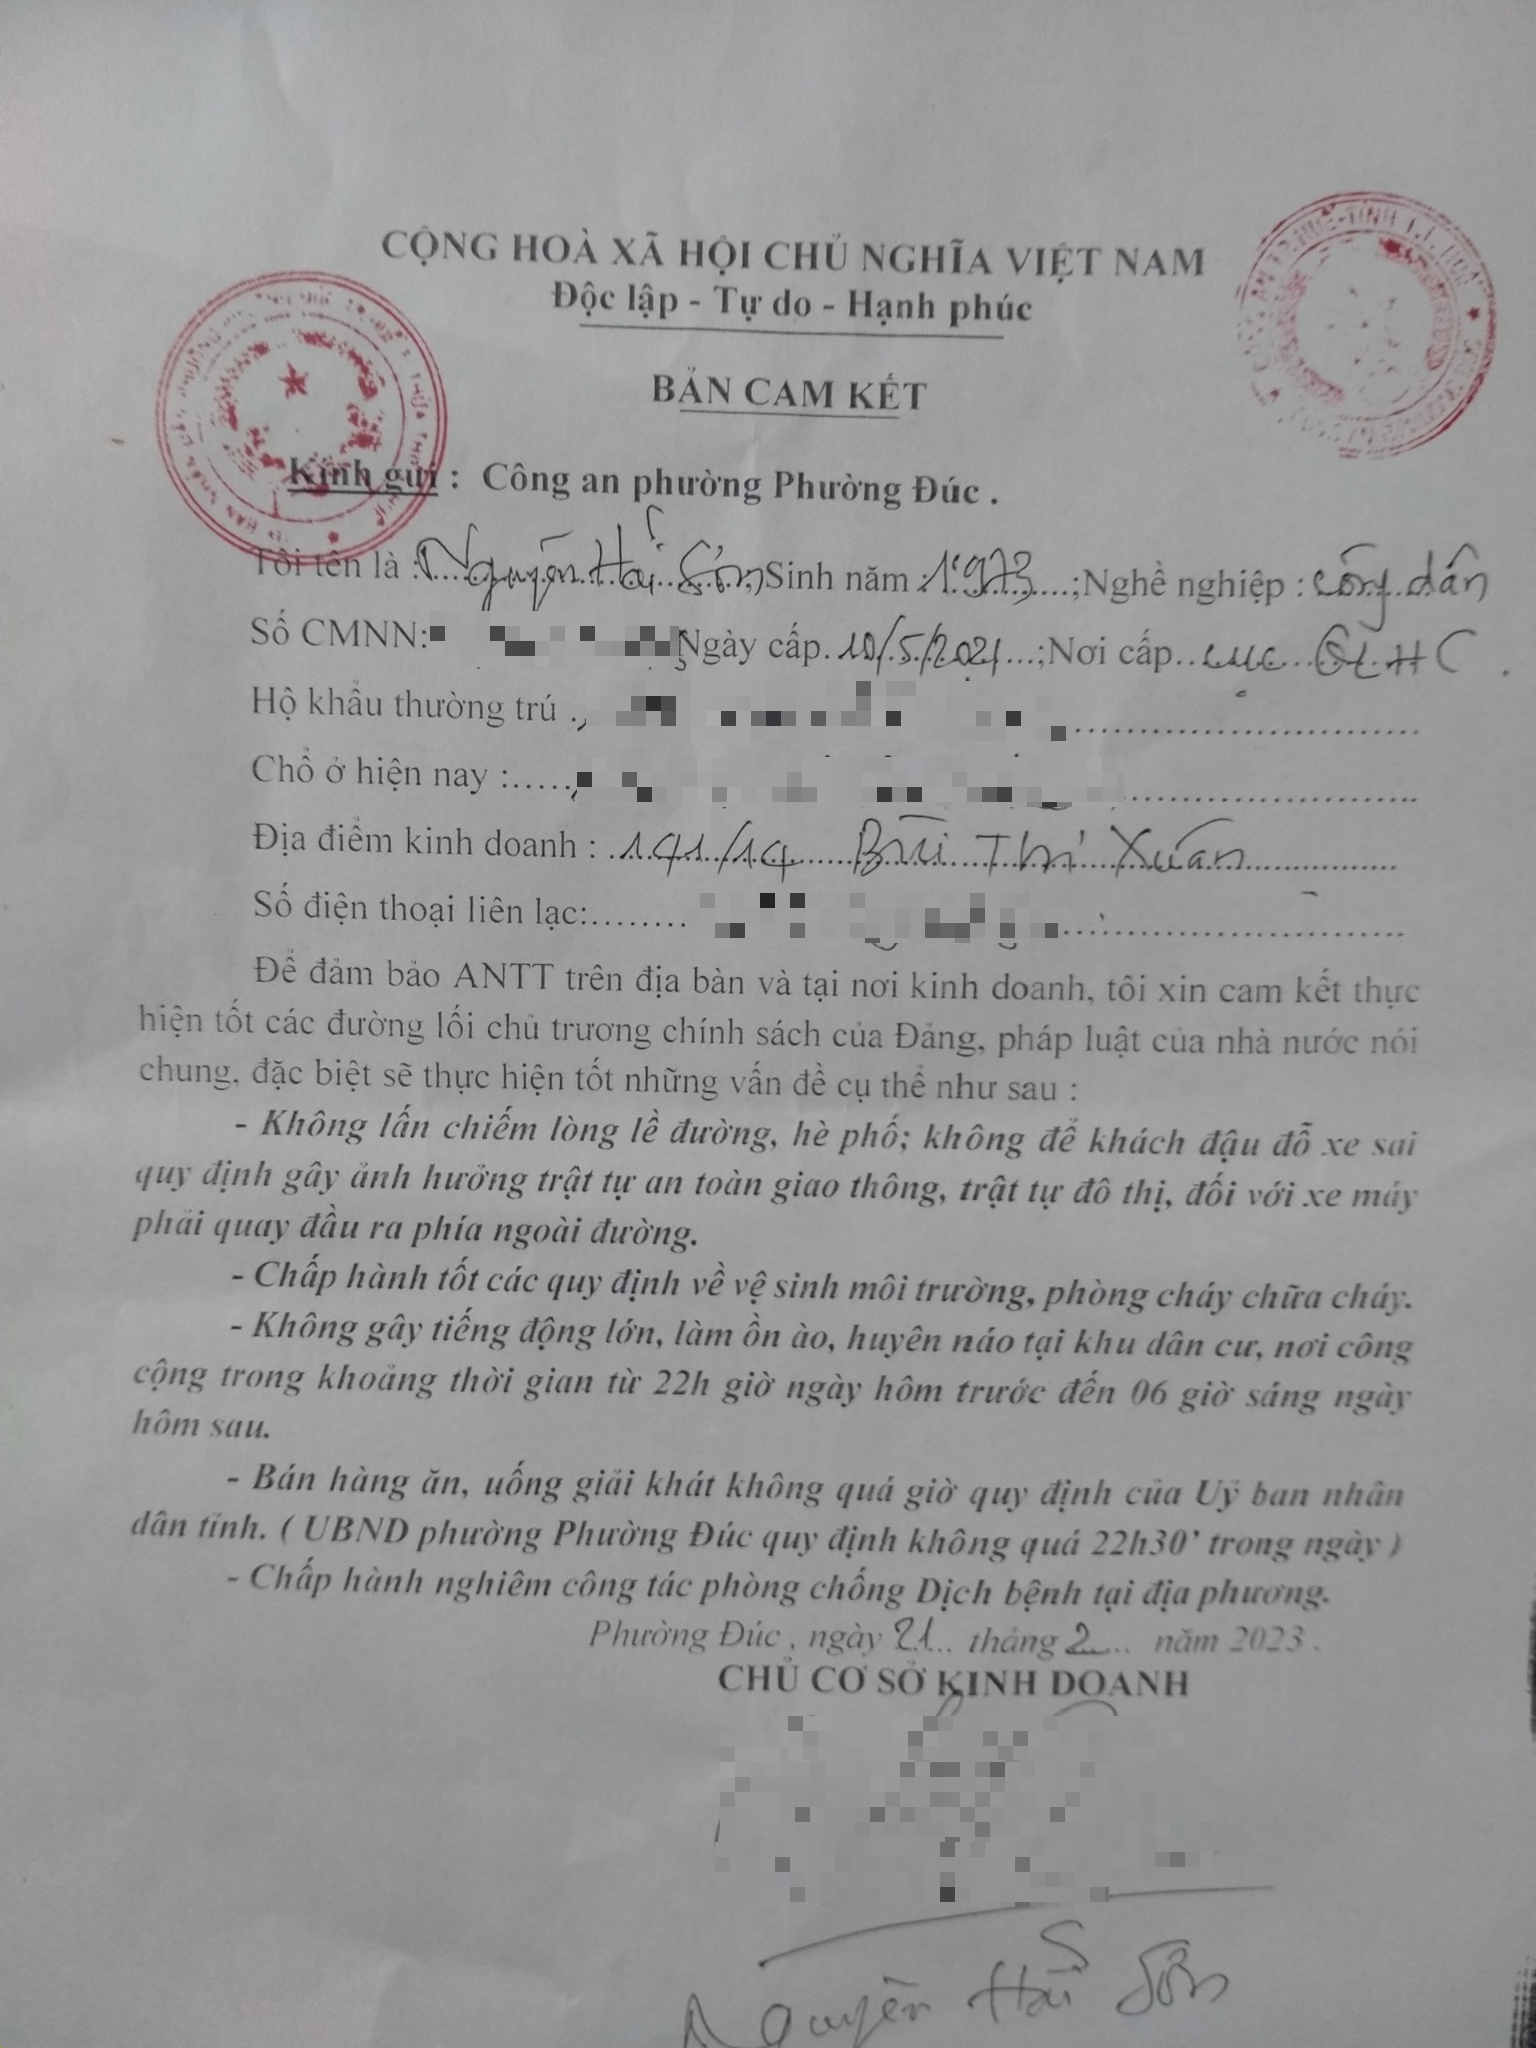 CỘNG HOÀ XÃ HỘI CHỦ NGHĨA VIỆT NAM
Độc lập - Tự do - Hạnh phúc
BẢN CAM KẾT
Kính gửi : Công an phường Phường Đúc .
Tôi tên là : Nguyễn Hải Sơn; Sinh năm : 1973 ; Nghề nghiệp : công dân
Số CMNN: Ngày cấp. 10/5/2021 ...; Nơi cấp.. cục QLHC .
Hộ khẩu thường trú .
Chổ ở hiện nay :
Địa điểm kinh doanh : 141/14 Bùi Thị Xuân
Số điện thoại liên lạc:
Để đảm bảo ANTT trên địa bàn và tại nơi kinh doanh, tôi xin cam kết thực
hiện tốt các đường lối chủ trương chính sách của Đảng, pháp luật của nhà nước nói
chung, đặc biệt sẽ thực hiện tốt những vấn đề cụ thể như sau :
- Không lấn chiếm lòng lề đường, hè phố; không để khách đậu đỗ xe sai
quy định gây ảnh hưởng trật tự an toàn giao thông, trật tự đô thị, đối với xe máy
phải quay đầu ra phía ngoài đường.
- Chấp hành tốt các quy định về vệ sinh môi trường, phòng cháy chữa cháy.
- Không gây tiếng động lớn, làm ồn ào, huyên náo tại khu dân cư, nơi công
cộng trong khoảng thời gian từ 22h giờ ngày hôm trước đến 06 giờ sáng ngày
hôm sau.
- Bán hàng ăn, uống giải khát không quá giờ quy định của Uỷ ban nhân
dân tỉnh. ( UBND phường Phường Đúc quy định không quá 22h30’ trong ngày )
- Chấp hành nghiêm công tác phòng chống Dịch bệnh tại địa phương.
Phường Đúc , ngày 21 tháng 2 năm 2023 .
CHỦ CƠ SỞ KINH DOANH
Nguyễn Hải Sơn